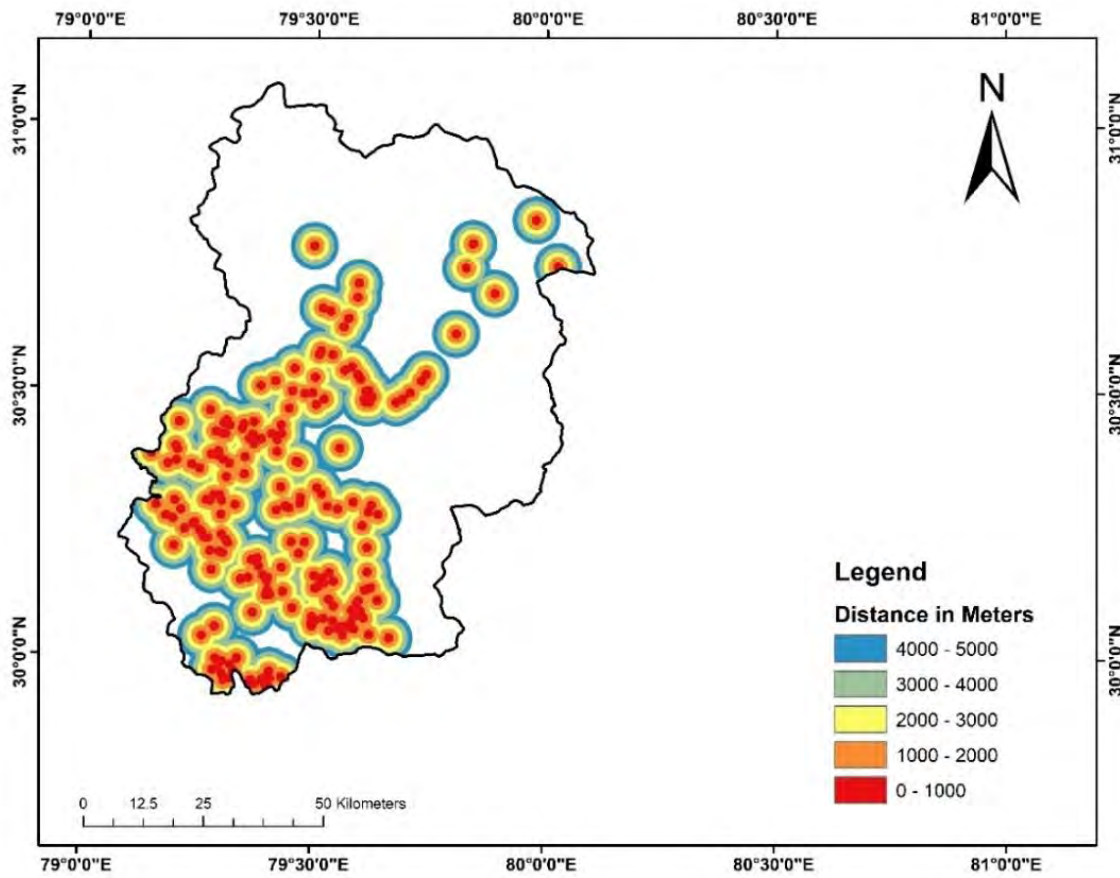 79°0'0"E 79°30'0"E 80°0'0"E 80°30'0"E 81°0'0"E
N
31°0'0"N 31°0'0"N
30°30'0"N 30°30'0"N
30°0'0"N 30°0'0"N
Legend
Distance in Meters
4000 - 5000
3000 - 4000
2000 - 3000
1000 - 2000
0 - 1000
0 12.5 25 50 Kilometers
79°0'0"E 79°30'0"E 80°0'0"E 80°30'0"E 81°0'0"E